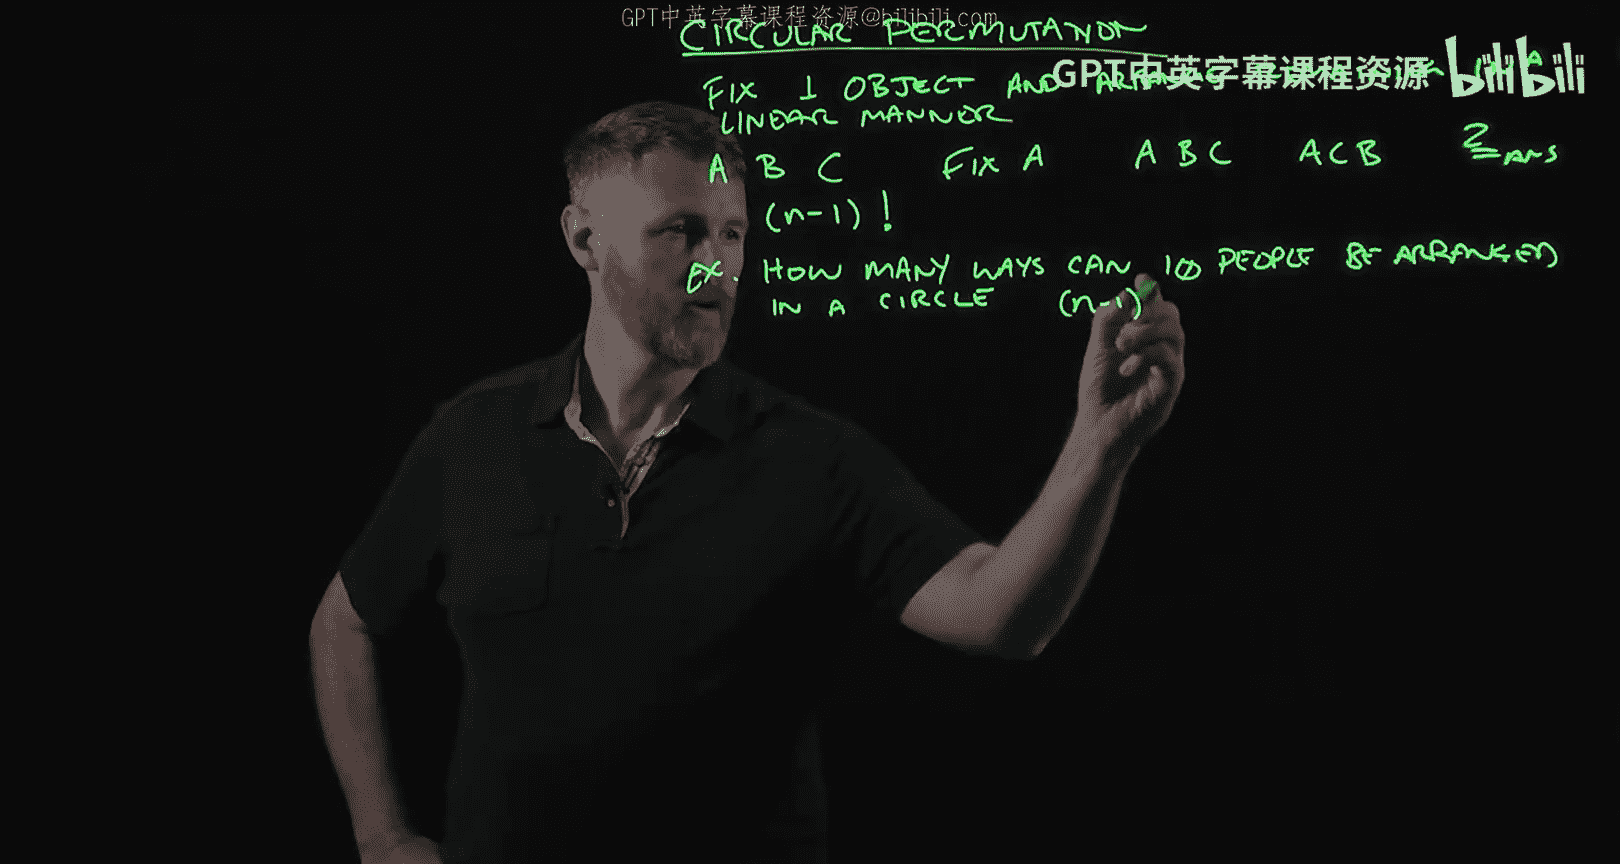 GPT中英字幕课程资源@bilibili.com
CIRCULAR PERMUTATION
GPT中英字幕课程资源 bilibili
FIX 1 OBJECT AND A
LINEAR MANNER
A B C FIX A A B C A C B 2 ANS
(n-1)!
EX. HOW MANY WAYS CAN 10 PEOPLE BE ARRANGED
IN A CIRCLE (n-1)